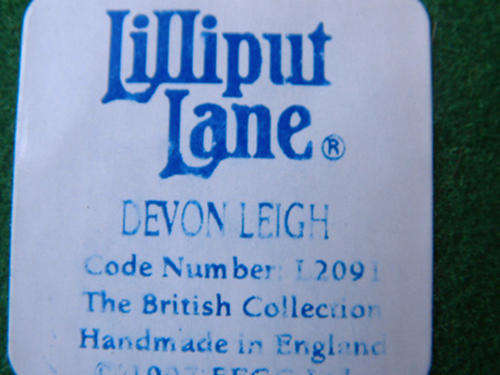 Lilliput
Lane®
DEVON LEIGH
Code Number: L2091
The British Collection
Handmade in England